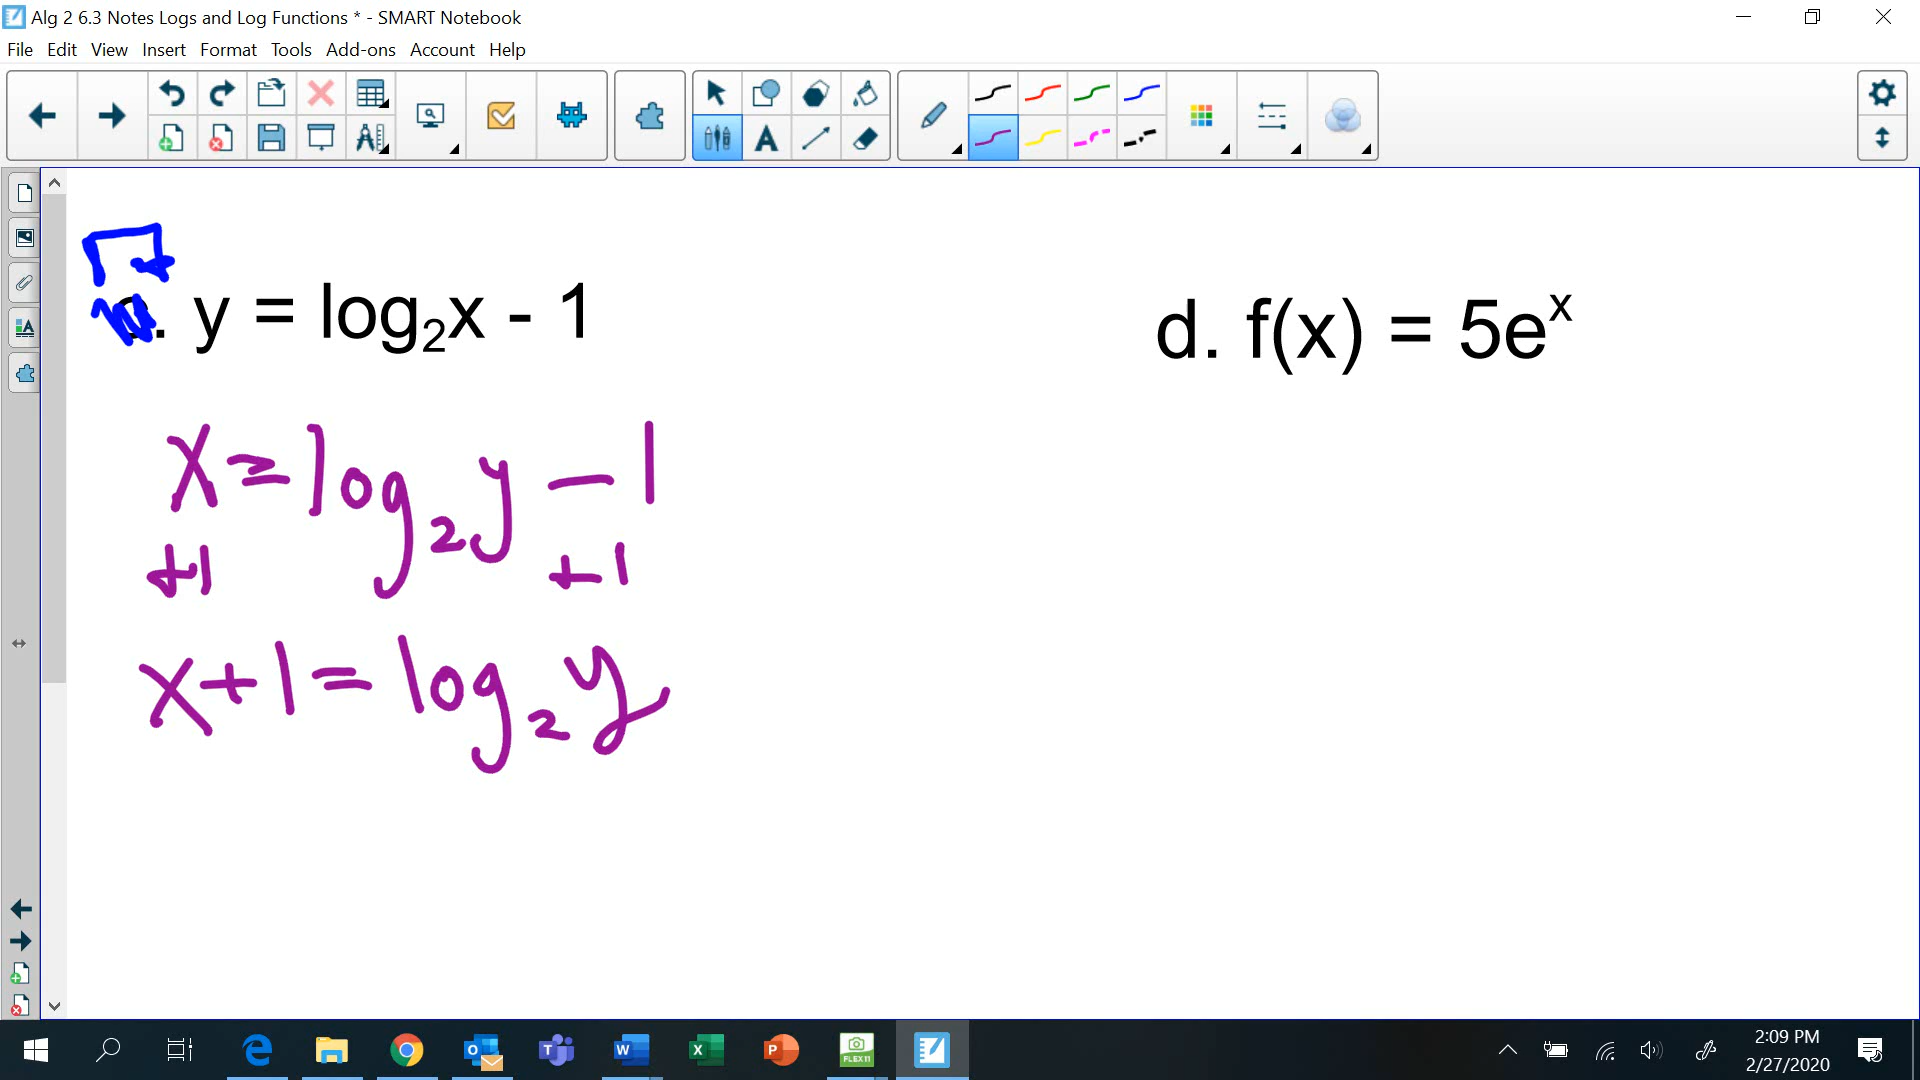 Alg 2 6.3 Notes Logs and Log Functions * - SMART Notebook
File Edit View Insert Format Tools Add-ons Account Help
. y = log₂x - 1
d. f(x) = 5eˣ
x = log₂y - 1
+1 +1
x+1 = log₂y
FLEX11
2:09 PM
2/27/2020